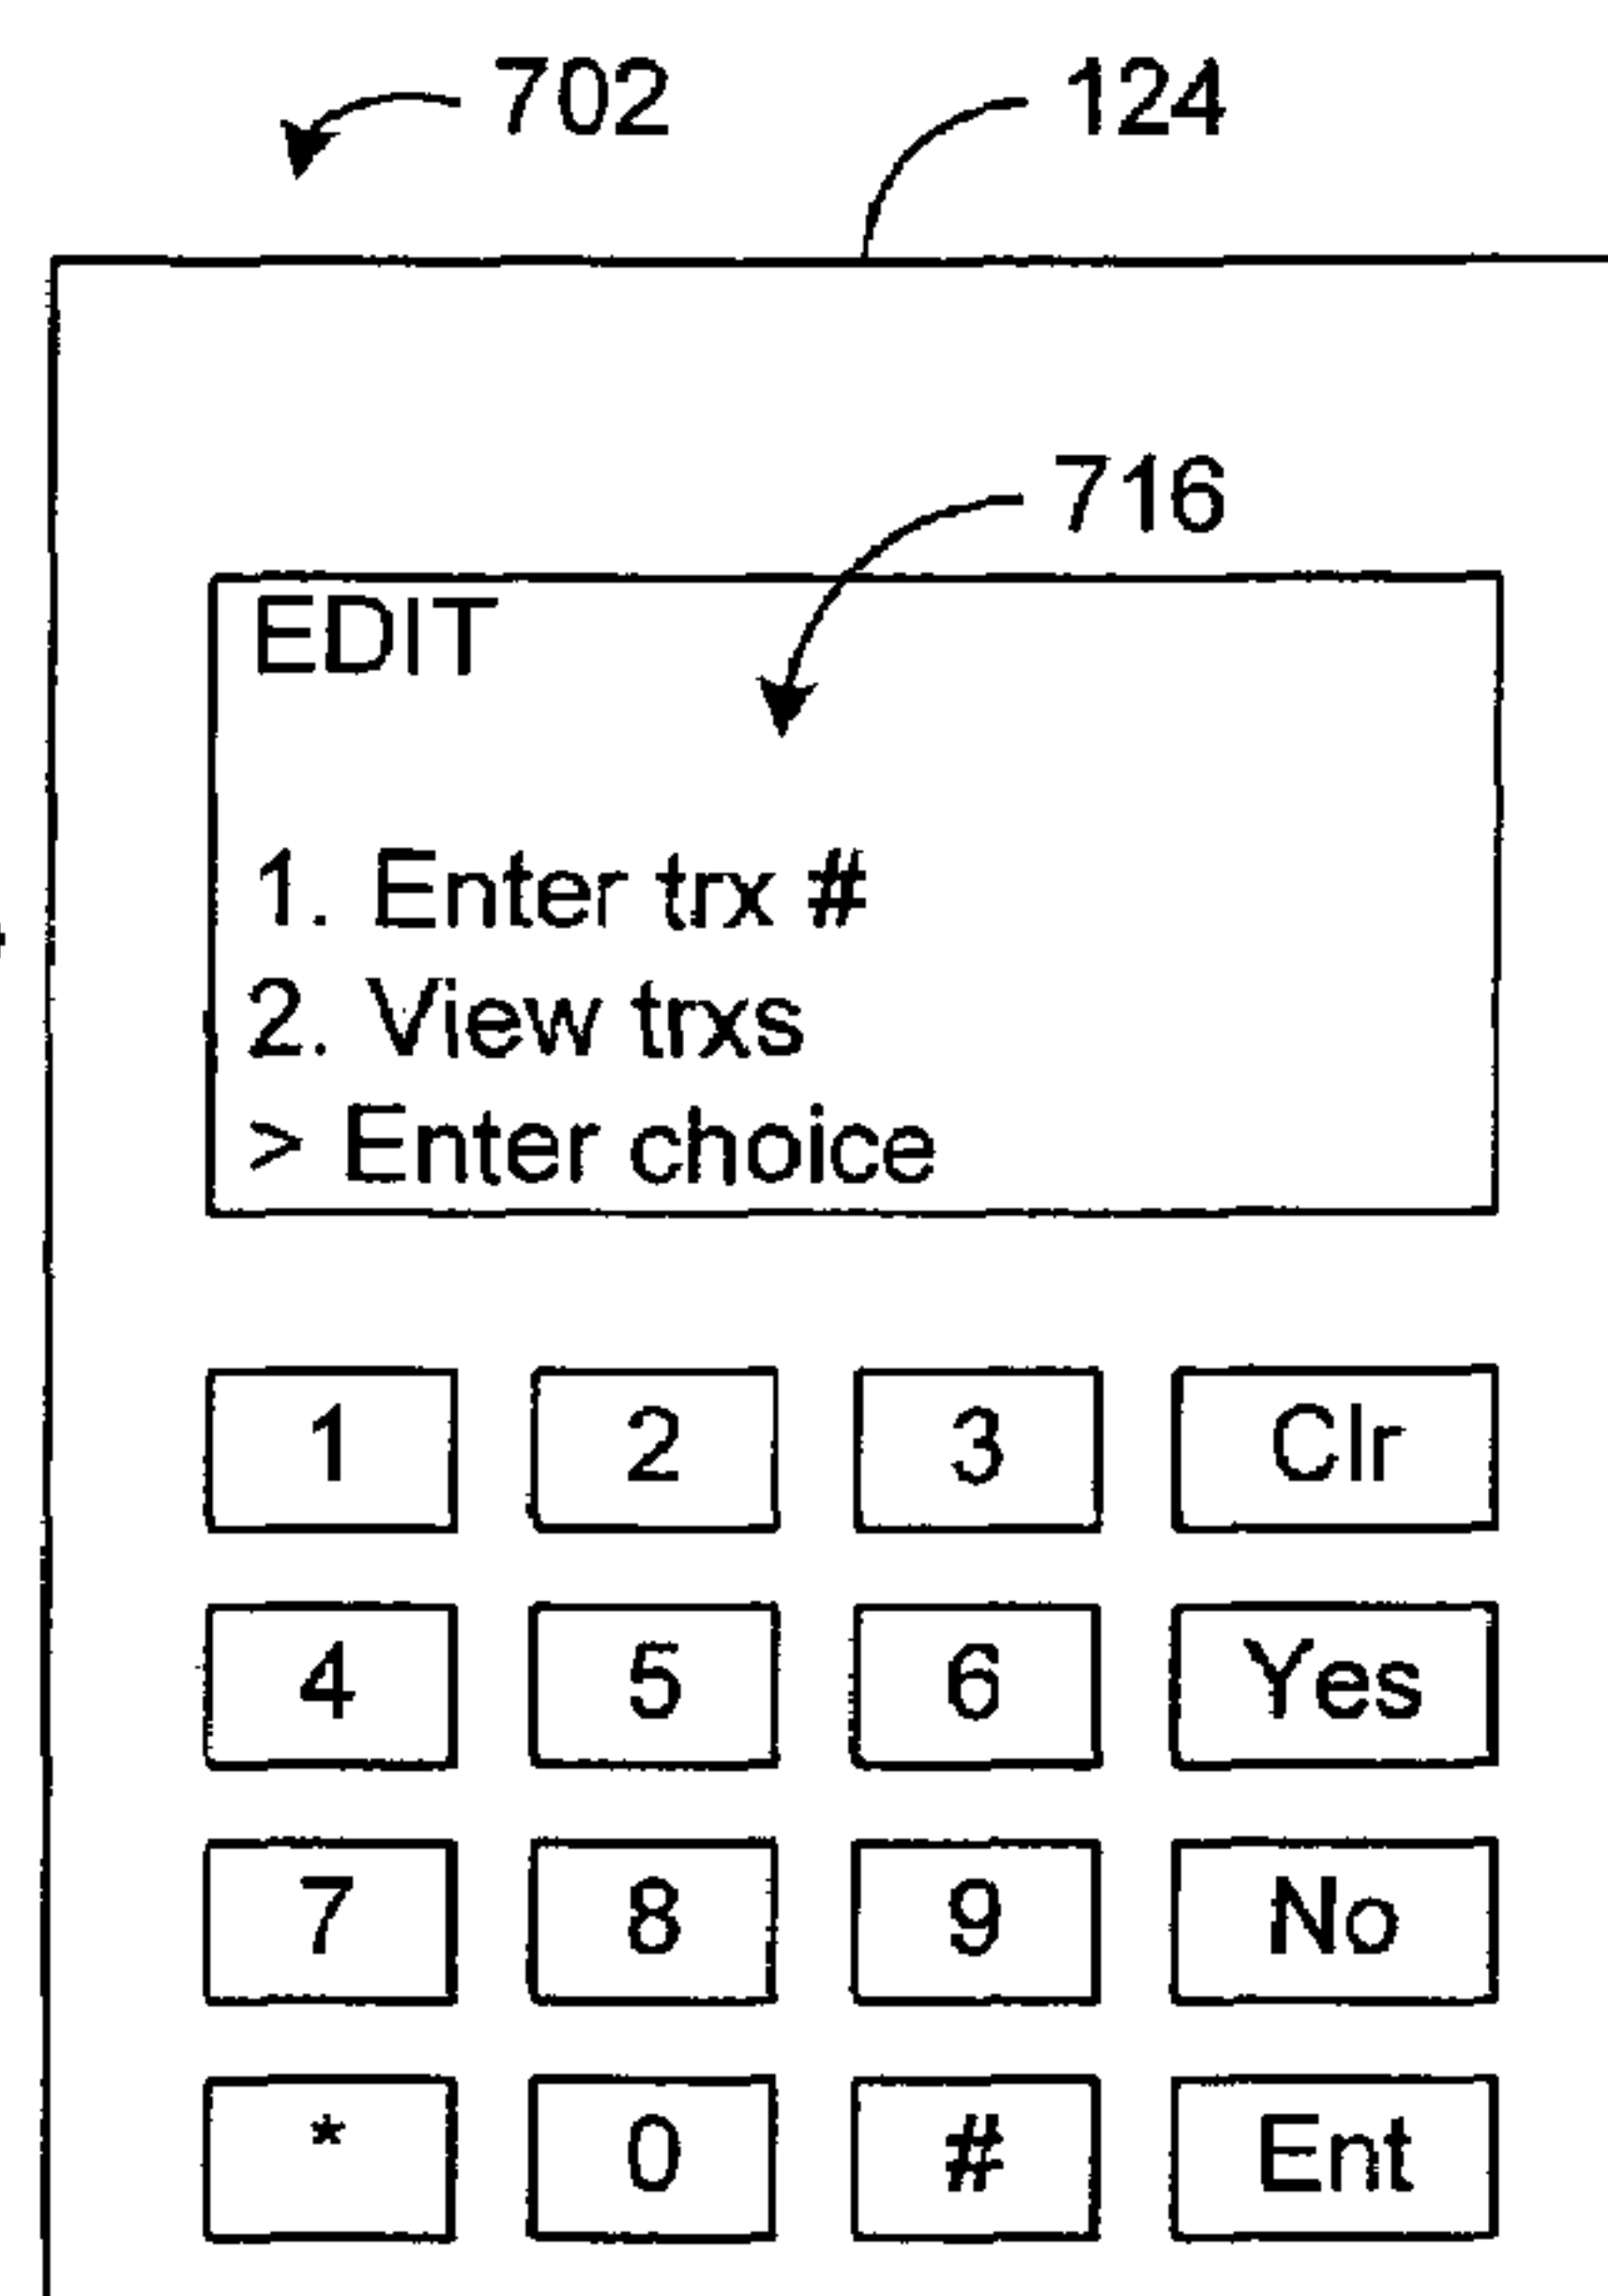 702 124
716
EDIT
1. Enter trx #
2. View trxs
> Enter choice
1 2 3 Clr
4 5 6 Yes
7 8 9 No
* 0 # Ent